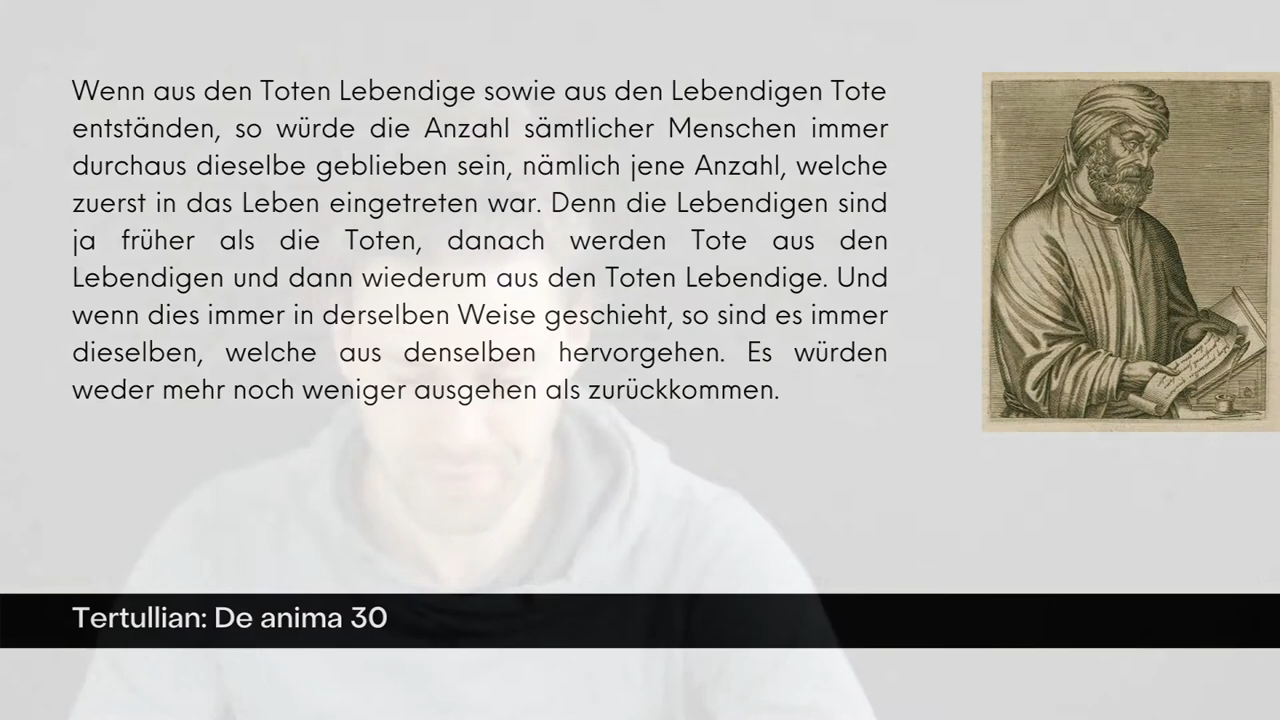 Wenn aus den Toten Lebendige sowie aus den Lebendigen Tote
entständen, so würde die Anzahl sämtlicher Menschen immer
durchaus dieselbe geblieben sein, nämlich jene Anzahl, welche
zuerst in das Leben eingetreten war. Denn die Lebendigen sind
ja früher als die Toten, danach werden Tote aus den
Lebendigen und dann wiederum aus den Toten Lebendige. Und
wenn dies immer in derselben Weise geschieht, so sind es immer
dieselben, welche aus denselben hervorgehen. Es würden
weder mehr noch weniger ausgehen als zurückkommen.
Tertullian: De anima 30